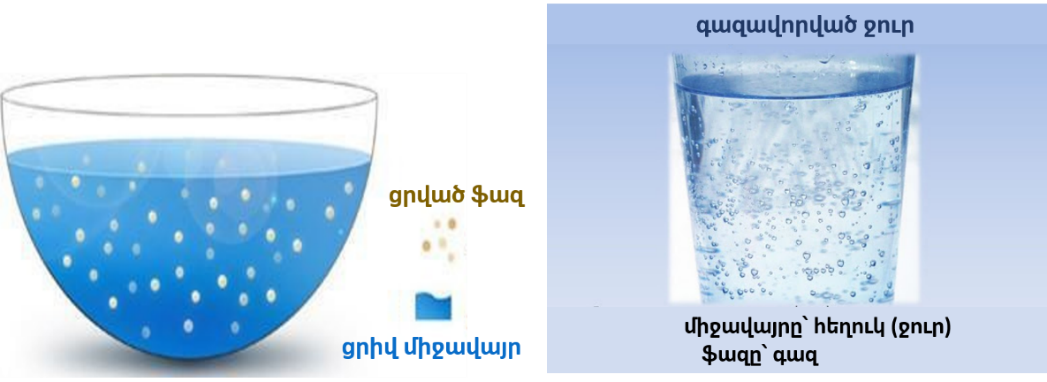 ցրված ֆազ
ցրիվ միջավայր
գազավորված ջուր
միջավայրը՝ հեղուկ (ջուր)
ֆազը՝ գազ